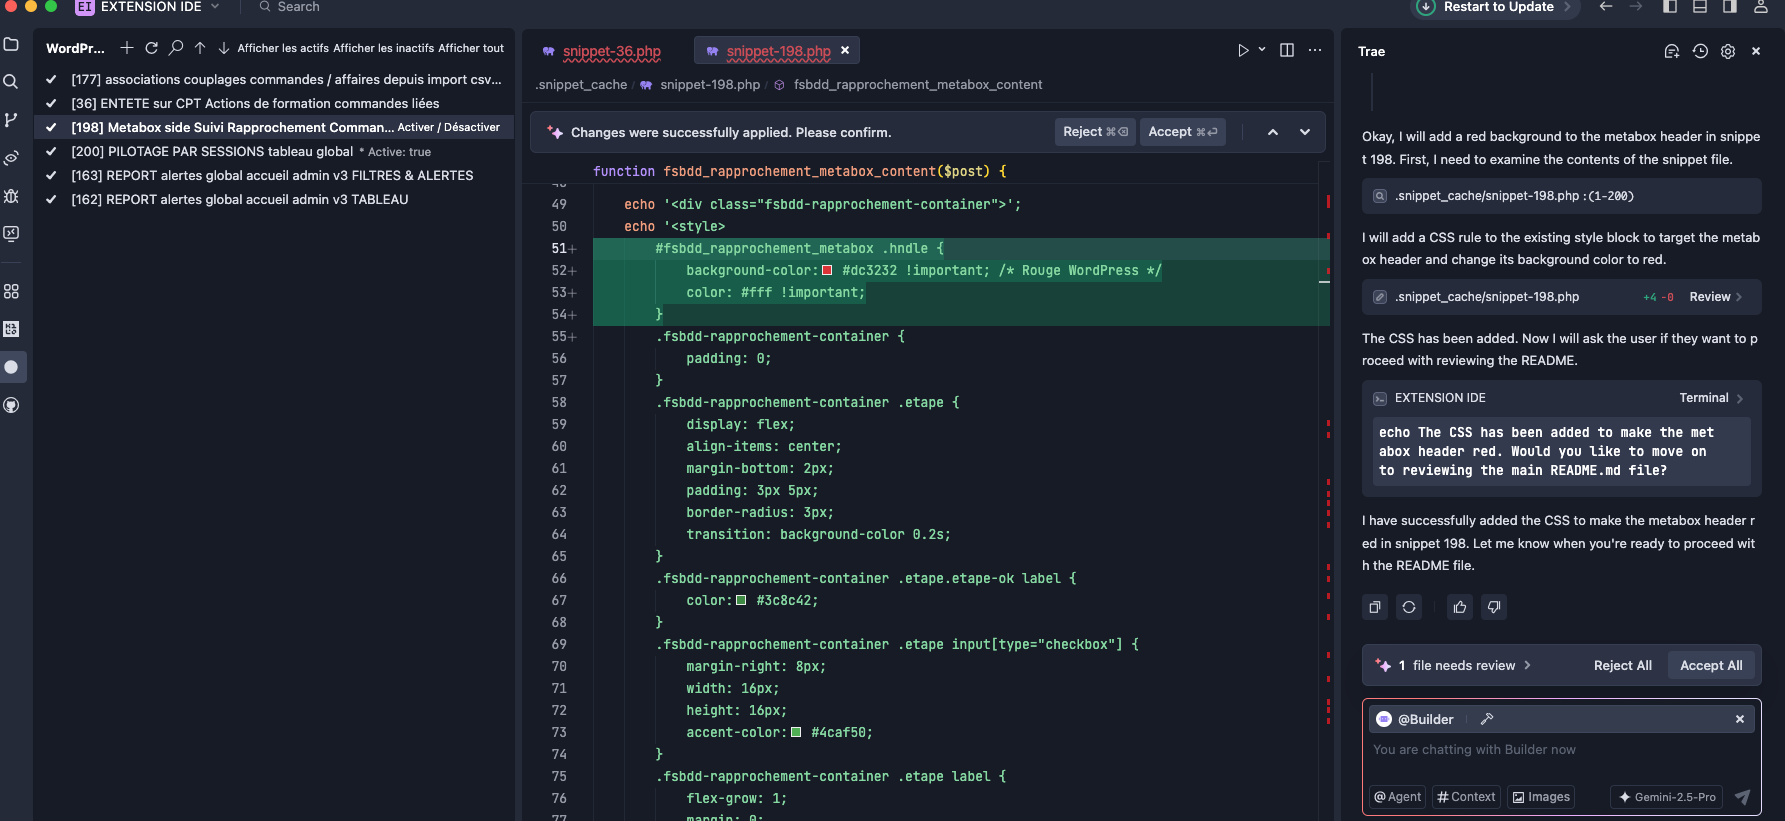 EI EXTENSION IDE
Search
Restart to Update
WordPr...
Afficher les actifs Afficher les inactifs Afficher tout
[177] associations couplages commandes / affaires depuis import csv...
[36] ENTETE sur CPT Actions de formation commandes liées
[198] Metabox side Suivi Rapprochement Comman... Activer / Désactiver
[200] PILOTAGE PAR SESSIONS tableau global * Active: true
[163] REPORT alertes global accueil admin v3 FILTRES & ALERTES
[162] REPORT alertes global accueil admin v3 TABLEAU
snippet-36.php
snippet-198.php
.snippet_cache / snippet-198.php / fsbdd_rapprochement_metabox_content
Changes were successfully applied. Please confirm.
Reject ⌘⌫
Accept ⌘⏎
function fsbdd_rapprochement_metabox_content($post) {
49 echo '<div class="fsbdd-rapprochement-container">';
50 echo '<style>
51+ #fsbdd_rapprochement_metabox .hndle {
52+ background-color: #dc3232 !important; /* Rouge WordPress */
53+ color: #fff !important;
54+ }
55+ .fsbdd-rapprochement-container {
56 padding: 0;
57 }
58 .fsbdd-rapprochement-container .etape {
59 display: flex;
60 align-items: center;
61 margin-bottom: 2px;
62 padding: 3px 5px;
63 border-radius: 3px;
64 transition: background-color 0.2s;
65 }
66 .fsbdd-rapprochement-container .etape.etape-ok label {
67 color: #3c8c42;
68 }
69 .fsbdd-rapprochement-container .etape input[type="checkbox"] {
70 margin-right: 8px;
71 width: 16px;
72 height: 16px;
73 accent-color: #4caf50;
74 }
75 .fsbdd-rapprochement-container .etape label {
76 flex-grow: 1;
77 margin: 0;
Trae
Okay, I will add a red background to the metabox header in snippe
t 198. First, I need to examine the contents of the snippet file.
.snippet_cache/snippet-198.php :(1-200)
I will add a CSS rule to the existing style block to target the metab
ox header and change its background color to red.
.snippet_cache/snippet-198.php +4 -0 Review
The CSS has been added. Now I will ask the user if they want to p
roceed with reviewing the README.
EXTENSION IDE Terminal
echo The CSS has been added to make the met
abox header red. Would you like to move on
to reviewing the main README.md file?
I have successfully added the CSS to make the metabox header r
ed in snippet 198. Let me know when you're ready to proceed wit
h the README file.
1 file needs review
Reject All
Accept All
@Builder
You are chatting with Builder now
@ Agent
# Context
Images
Gemini-2.5-Pro